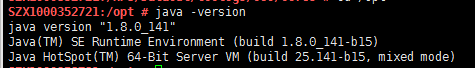 SZX1000352721:/opt # java -version
java version "1.8.0_141"
Java(TM) SE Runtime Environment (build 1.8.0_141-b15)
Java HotSpot(TM) 64-Bit Server VM (build 25.141-b15, mixed mode)